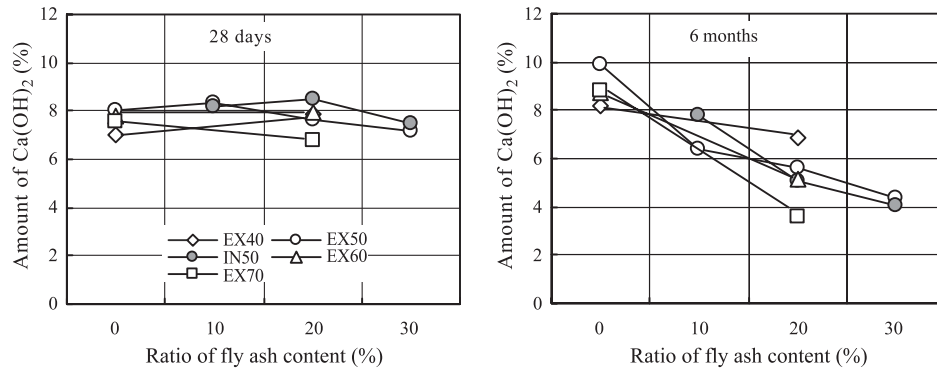 12
10
8
6
4
2
0
Amount of Ca(OH)2 (%)
28 days
EX40
EX50
IN50
EX60
EX70
0 10 20 30
Ratio of fly ash content (%)
12
10
8
6
4
2
0
Amount of Ca(OH)2 (%)
6 months
0 10 20 30
Ratio of fly ash content (%)